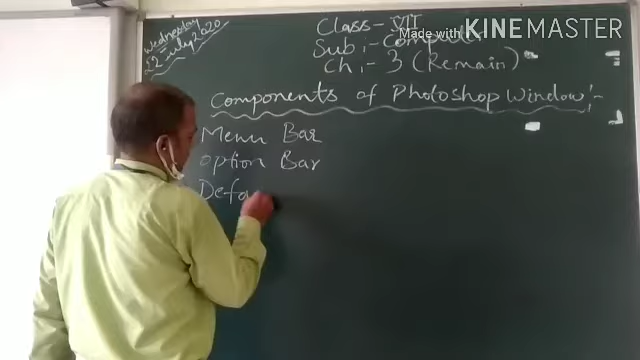 Wednesday
22 July 2020
Class - VII
Made with KINEMASTER
Sub :- Computer
Ch :- 3 (Remain)
Components of Photoshop Window :-
Menu Bar
Option Bar
Defa